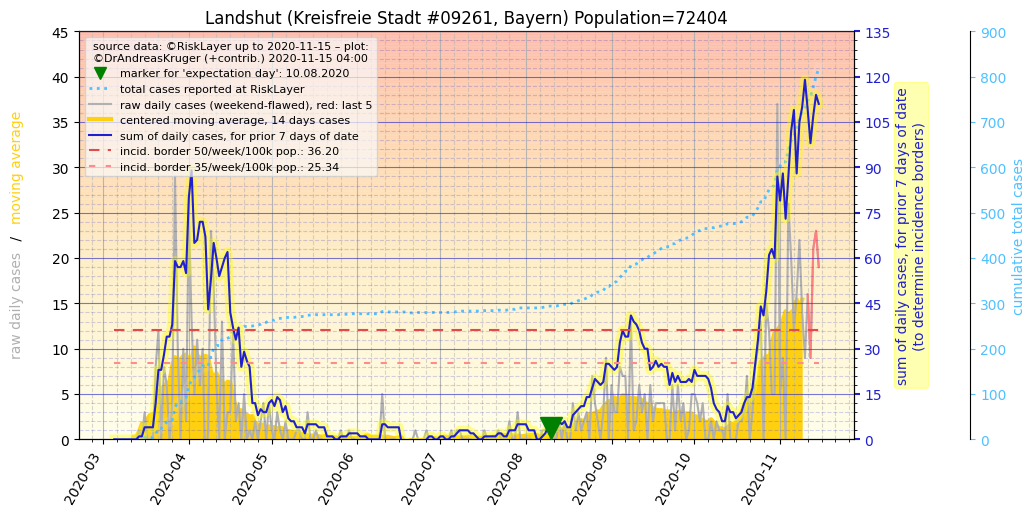 Landshut (Kreisfreie Stadt #09261, Bayern) Population=72404
source data: ©RiskLayer up to 2020-11-15 – plot:
©DrAndreasKruger (+contrib.) 2020-11-15 04:00
marker for 'expectation day': 10.08.2020
total cases reported at RiskLayer
raw daily cases (weekend-flawed), red: last 5
centered moving average, 14 days cases
sum of daily cases, for prior 7 days of date
incid. border 50/week/100k pop.: 36.20
incid. border 35/week/100k pop.: 25.34
raw daily cases / moving average
45
40
35
30
25
20
15
10
5
0
2020-03
2020-04
2020-05
2020-06
2020-07
2020-08
2020-09
2020-10
2020-11
135
120
105
90
75
60
45
30
15
0
sum of daily cases, for prior 7 days of date
(to determine incidence borders)
900
800
700
600
500
400
300
200
100
0
cumulative total cases